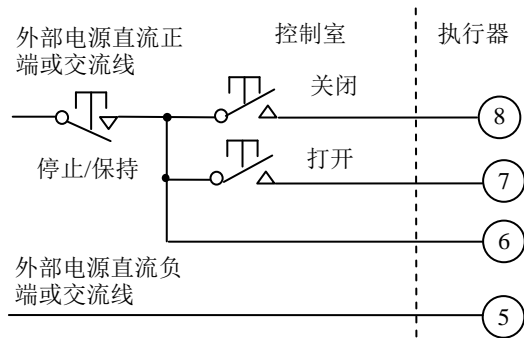 外部电源直流正
端或交流线
控制室
执行器
关闭
8
停止/保持
打开
7
6
外部电源直流负
端或交流线
5